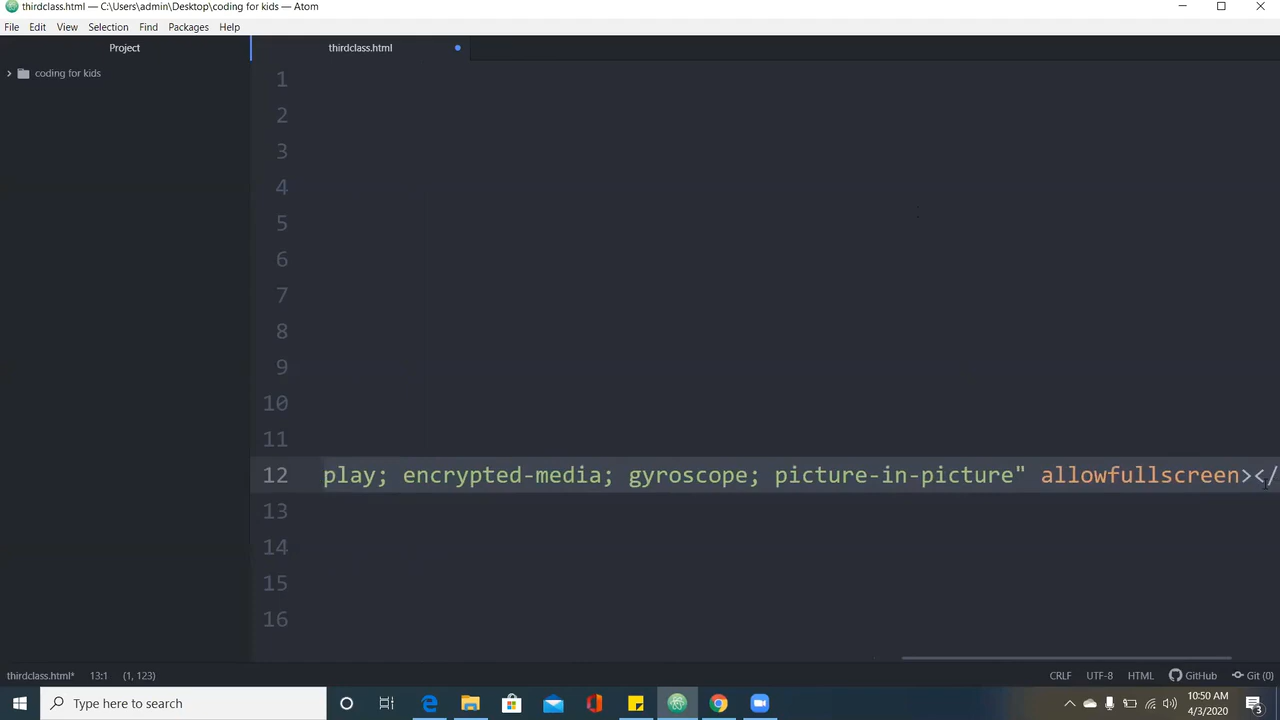 thirdclass.html — C:\Users\admin\Desktop\coding for kids — Atom
File Edit View Selection Find Packages Help
Project
thirdclass.html
coding for kids
1
2
3
4
5
6
7
8
9
10
11
12 play; encrypted-media; gyroscope; picture-in-picture" allowfullscreen></
13
14
15
16
thirdclass.html* 13:1 (1, 123) CRLF UTF-8 HTML GitHub Git (0)
Type here to search
10:50 AM
4/3/2020
3